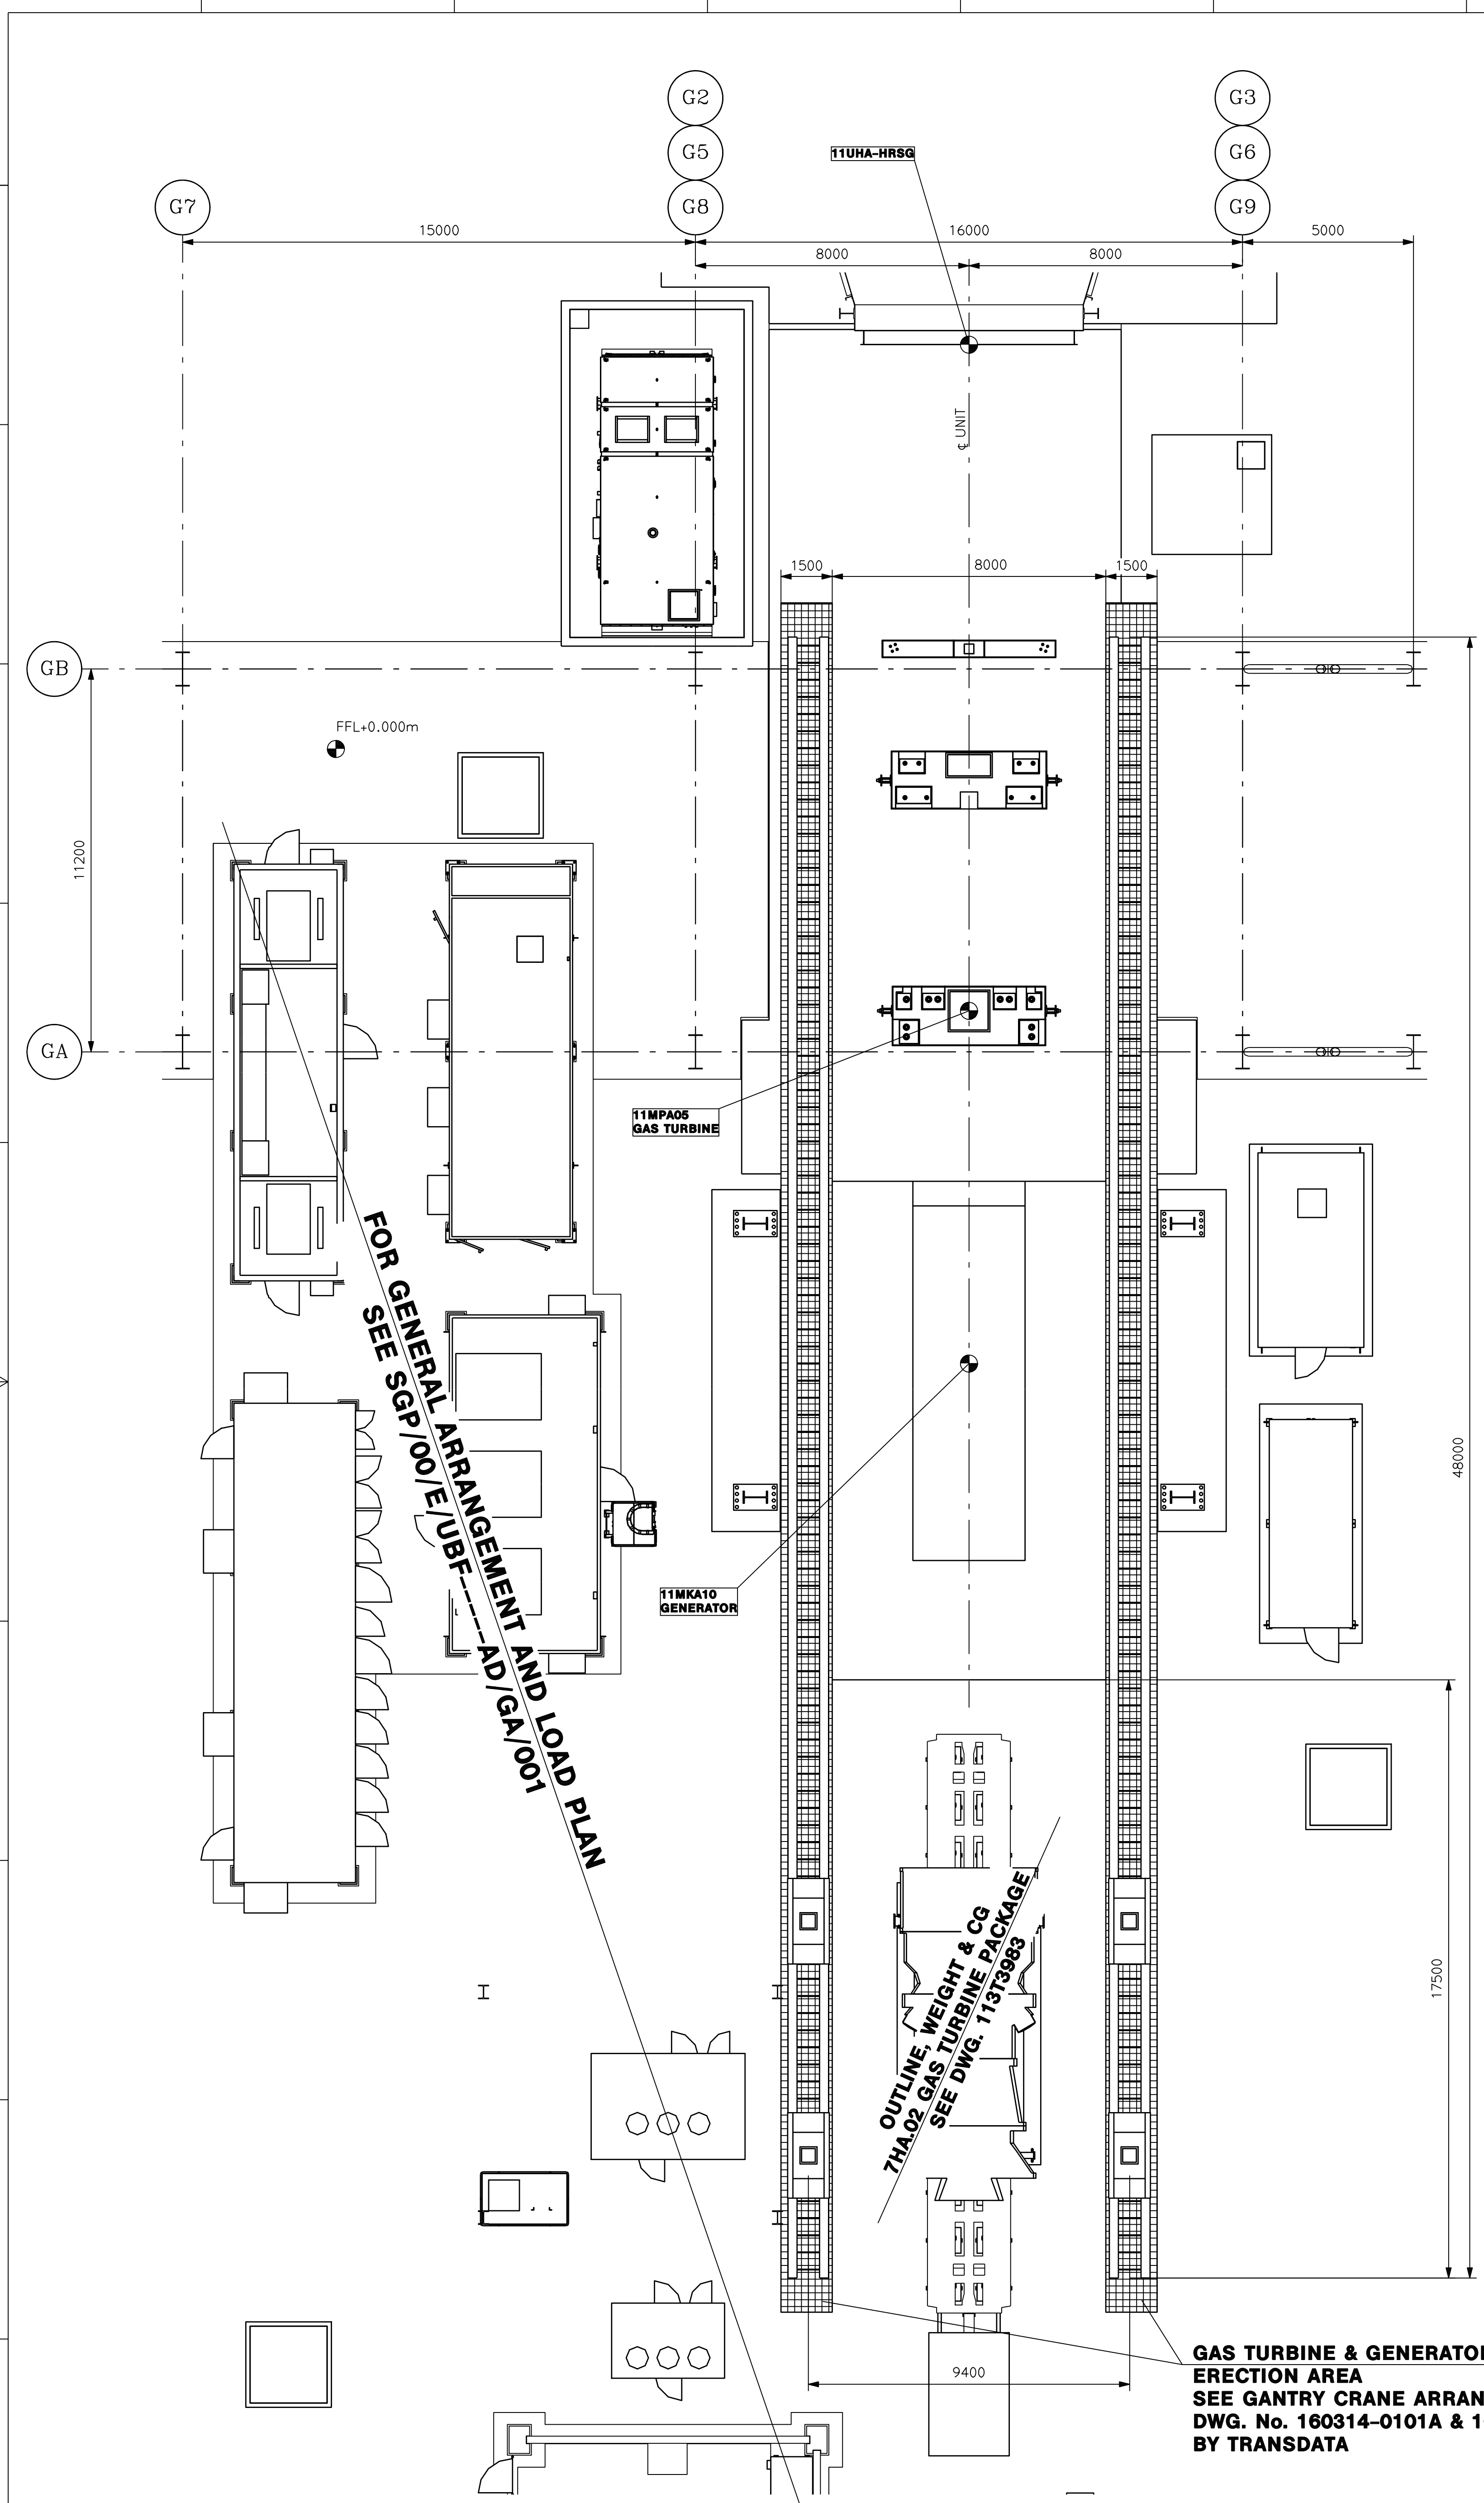 G2
G3
G5
G6
11UHA-HRSG
G7
G8
G9
15000
16000
5000
8000
8000
℄ UNIT
1500
8000
1500
GB
FFL+0.000m
11200
GA
11MPA05
GAS TURBINE
FOR GENERAL ARRANGEMENT AND LOAD PLAN
SEE SGP/00/E/UBF-----AD/GA/001
48000
11MKA10
GENERATOR
17500
OUTLINE, WEIGHT & CG
7HA.02 GAS TURBINE PACKAGE
SEE DWG. 113T3983
9400
GAS TURBINE & GENERATOR
ERECTION AREA
SEE GANTRY CRANE ARRAN
DWG. No. 160314-0101A & 1
BY TRANSDATA